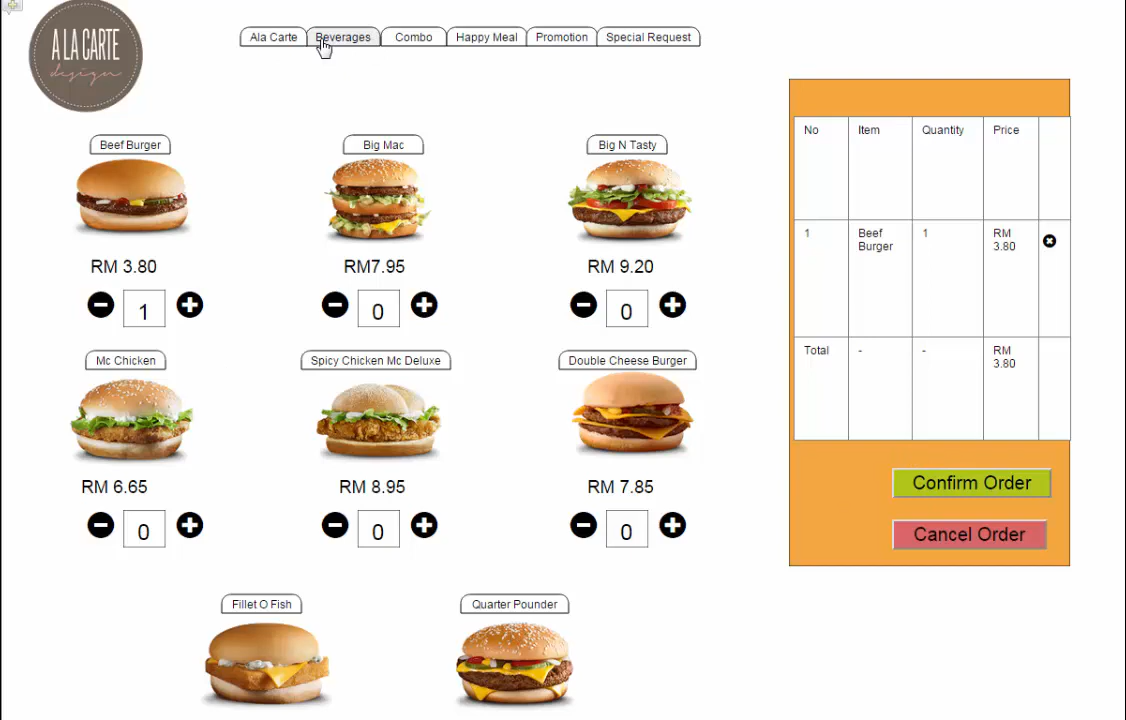 A LA CARTE
design
Ala Carte
Beverages
Combo
Happy Meal
Promotion
Special Request
Beef Burger
Big Mac
Big N Tasty
RM 3.80
RM7.95
RM 9.20
1
0
0
Mc Chicken
Spicy Chicken Mc Deluxe
Double Cheese Burger
RM 6.65
RM 8.95
RM 7.85
0
0
0
Fillet O Fish
Quarter Pounder
No
Item
Quantity
Price
1
Beef
Burger
1
RM
3.80
Total
-
-
RM
3.80
Confirm Order
Cancel Order